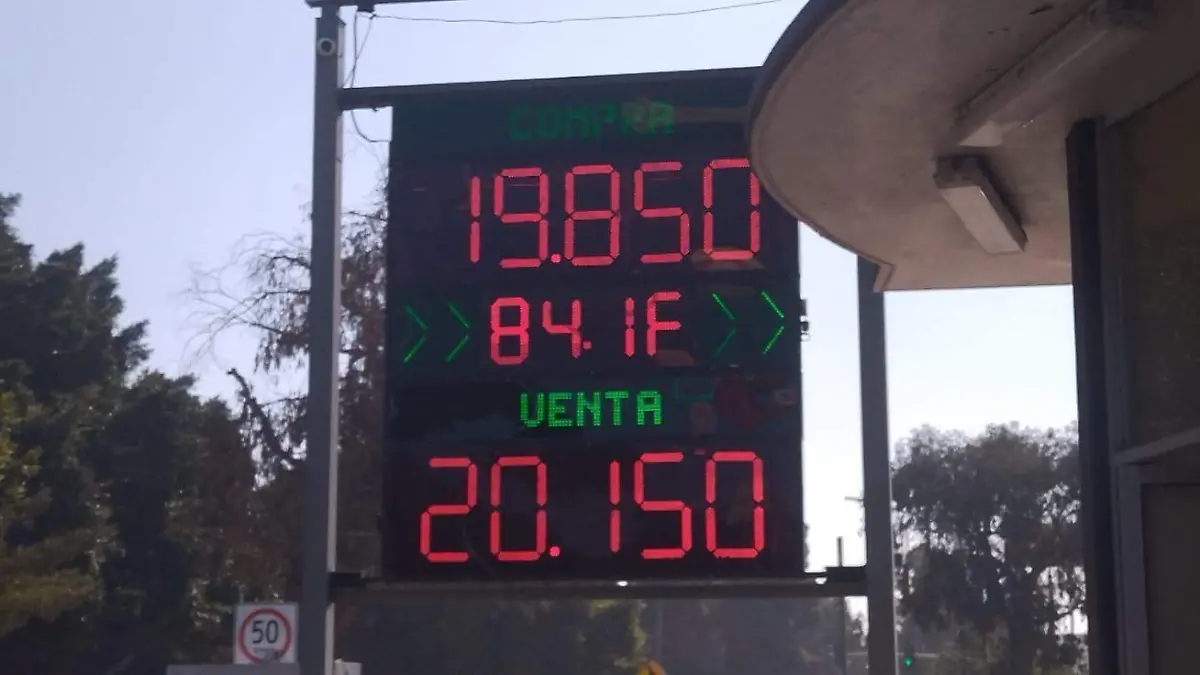 COMPRA
19.850
84.1F
VENTA
20.150
50